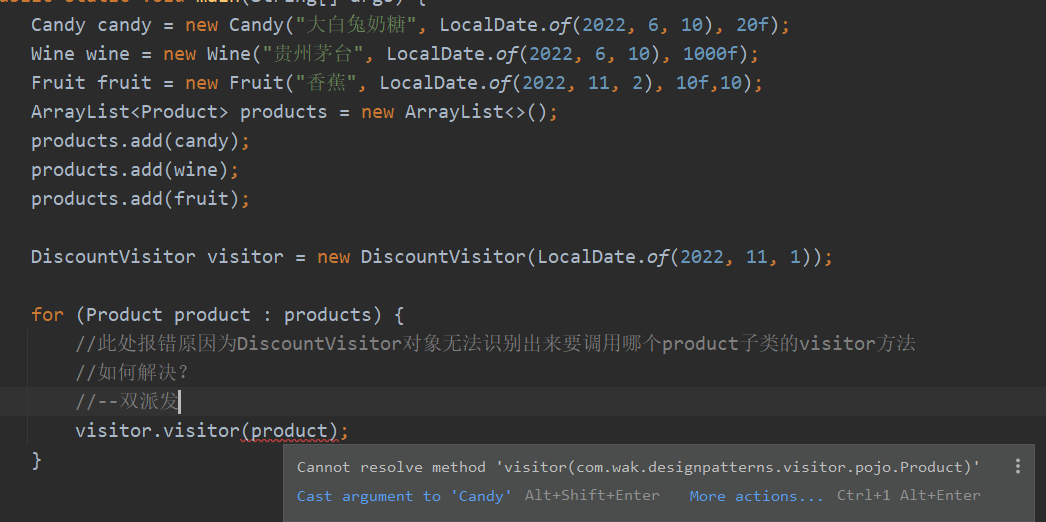 public static void main(String[] args) {
Candy candy = new Candy("大白兔奶糖", LocalDate.of(2022, 6, 10), 20f);
Wine wine = new Wine("贵州茅台", LocalDate.of(2022, 6, 10), 1000f);
Fruit fruit = new Fruit("香蕉", LocalDate.of(2022, 11, 2), 10f,10);
ArrayList<Product> products = new ArrayList<>();
products.add(candy);
products.add(wine);
products.add(fruit);
DiscountVisitor visitor = new DiscountVisitor(LocalDate.of(2022, 11, 1));
for (Product product : products) {
//此处报错原因为DiscountVisitor对象无法识别出来要调用哪个product子类的visitor方法
//如何解决?
//--双派发
visitor.visitor(product);
}
Cannot resolve method 'visitor(com.wak.designpatterns.visitor.pojo.Product)'
Cast argument to 'Candy' Alt+Shift+Enter More actions... Ctrl+1 Alt+Enter